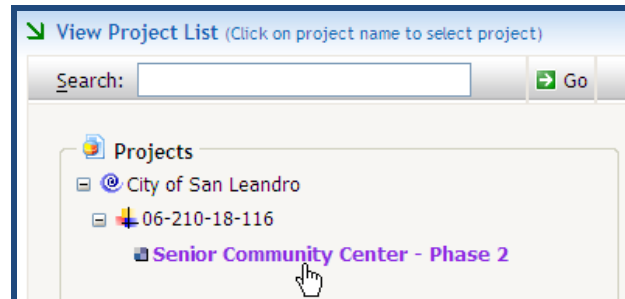 View Project List (Click on project name to select project)
Search: Go
Projects
City of San Leandro
06-210-18-116
Senior Community Center - Phase 2